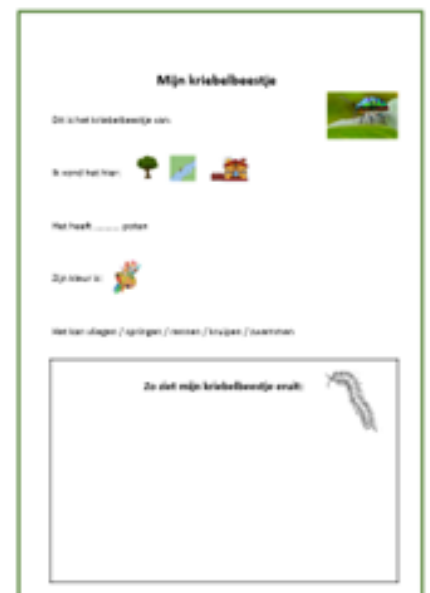 Mijn kriebelbeestje
Dit is het kriebelbeestje van:
Ik vond het hier:
Het heeft ........ poten
Zijn kleur is:
Het kan vliegen / springen / rennen / kruipen / zwemmen
Zo ziet mijn kriebelbeestje eruit: